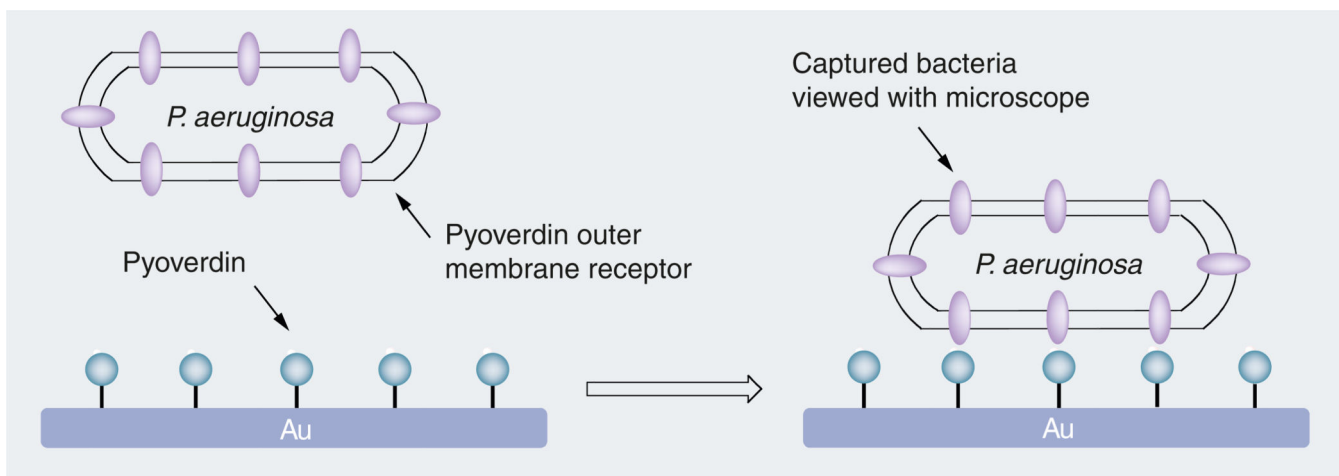 P. aeruginosa
Pyoverdin outer
membrane receptor
Pyoverdin
Au
Captured bacteria
viewed with microscope
P. aeruginosa
Au